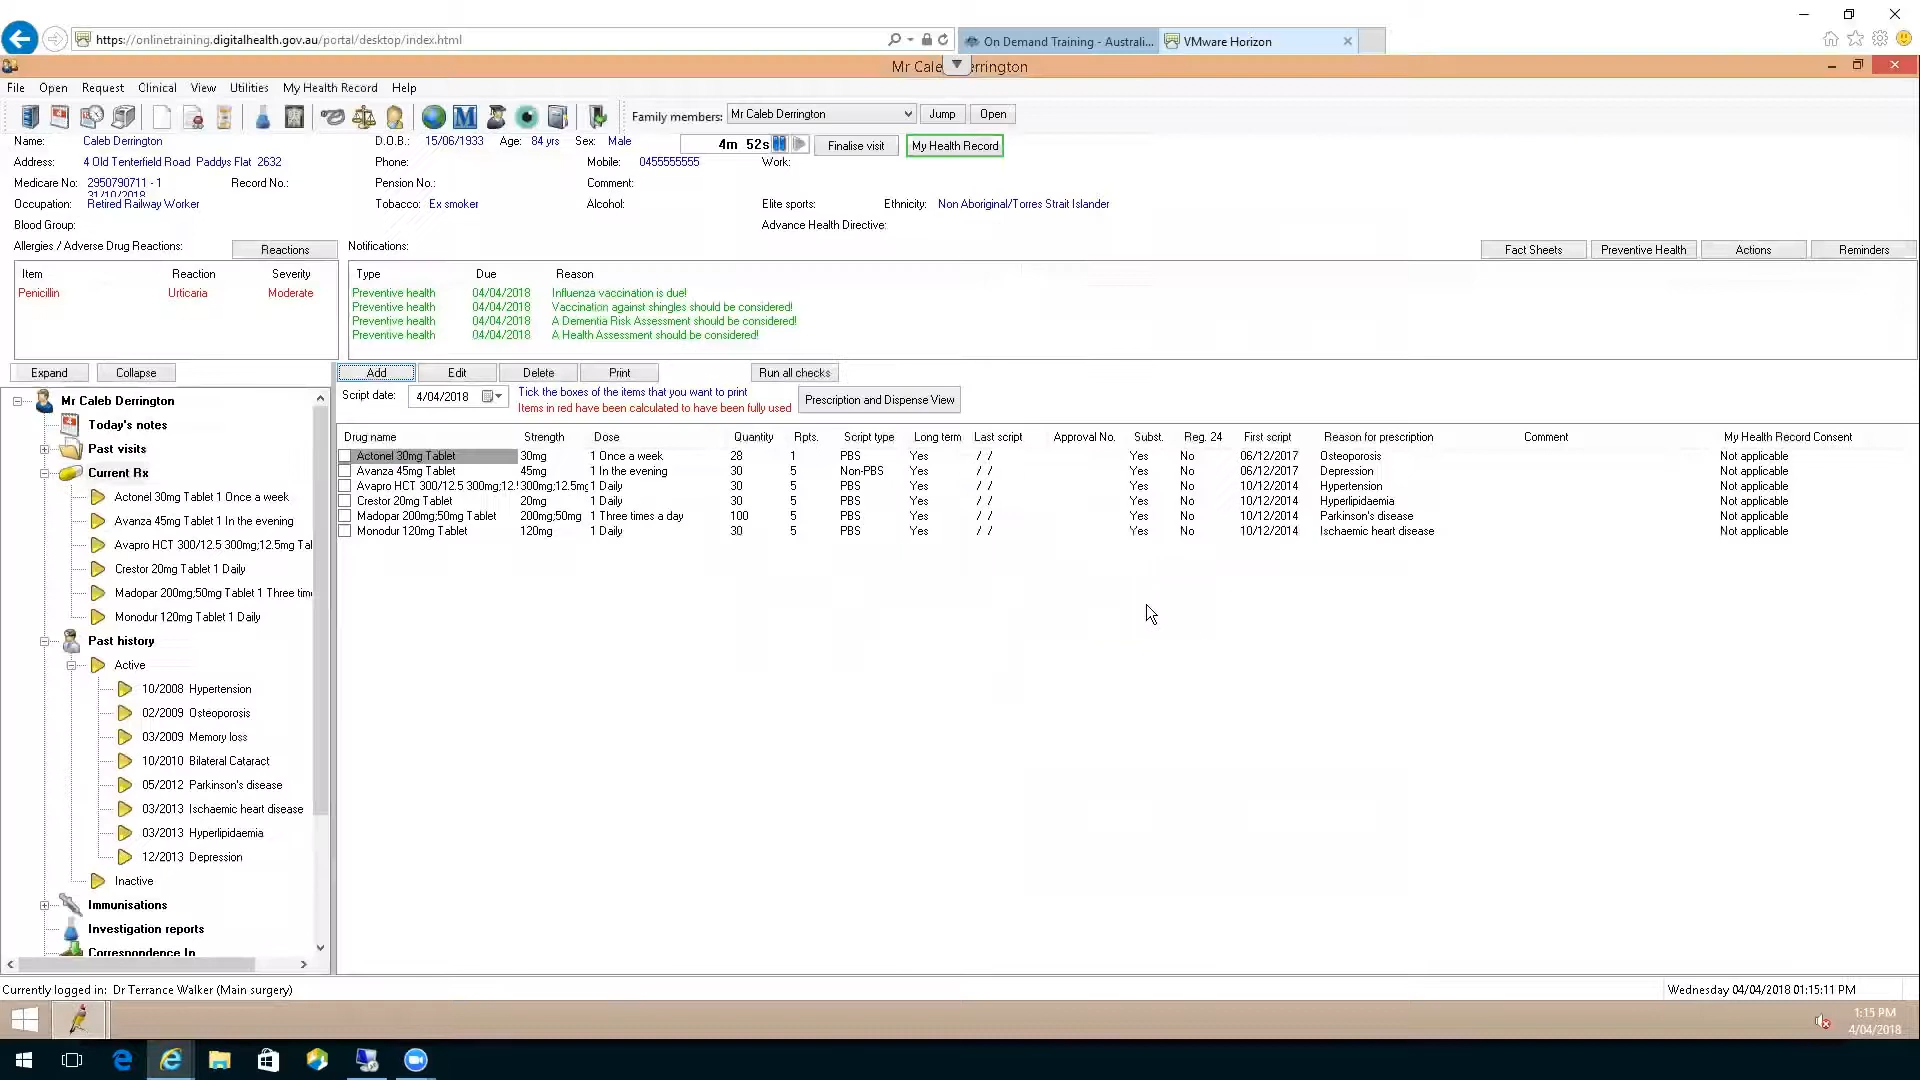 https://onlinetraining.digitalhealth.gov.au/portal/desktop/index.html
On Demand Training - Australi...
VMware Horizon
File Open Request Clinical View Utilities My Health Record Help
Family members: Mr Caleb Derrington Jump Open
Name: Caleb Derrington D.O.B.: 15/06/1933 Age: 84 yrs Sex: Male 4m 52s Finalise visit My Health Record
Address: 4 Old Tenterfield Road Paddys Flat 2632 Phone: Mobile: 0455555555 Work:
Medicare No: 2950790711 - 1 Record No.: Pension No.: Comment:
31/10/2018
Occupation: Retired Railway Worker Tobacco: Ex smoker Alcohol: Elite sports: Ethnicity: Non Aboriginal/Torres Strait Islander
Blood Group: Advance Health Directive:
Allergies / Adverse Drug Reactions: Reactions Notifications: Fact Sheets Preventive Health Actions Reminders
Item Reaction Severity
Penicillin Urticaria Moderate
Type Due Reason
Preventive health 04/04/2018 Influenza vaccination is due!
Preventive health 04/04/2018 Vaccination against shingles should be considered!
Preventive health 04/04/2018 A Dementia Risk Assessment should be considered!
Preventive health 04/04/2018 A Health Assessment should be considered!
Expand Collapse
Mr Caleb Derrington
Today's notes
Past visits
Current Rx
Actonel 30mg Tablet 1 Once a week
Avanza 45mg Tablet 1 In the evening
Avapro HCT 300/12.5 300mg;12.5mg Tal
Crestor 20mg Tablet 1 Daily
Madopar 200mg;50mg Tablet 1 Three tim
Monodur 120mg Tablet 1 Daily
Past history
Active
10/2008 Hypertension
02/2009 Osteoporosis
03/2009 Memory loss
10/2010 Bilateral Cataract
05/2012 Parkinson's disease
03/2013 Ischaemic heart disease
03/2013 Hyperlipidaemia
12/2013 Depression
Inactive
Immunisations
Investigation reports
Correspondence In
Add Edit Delete Print Run all checks
Script date: 4/04/2018 Tick the boxes of the items that you want to print
Items in red have been calculated to have been fully used
Prescription and Dispense View
Drug name Strength Dose Quantity Rpts. Script type Long term Last script Approval No. Subst. Reg. 24 First script Reason for prescription Comment My Health Record Consent
Actonel 30mg Tablet 30mg 1 Once a week 28 1 PBS Yes / / Yes No 06/12/2017 Osteoporosis Not applicable
Avanza 45mg Tablet 45mg 1 In the evening 30 5 Non-PBS Yes / / Yes No 06/12/2017 Depression Not applicable
Avapro HCT 300/12.5 300mg;12.! 300mg;12.5mg 1 Daily 30 5 PBS Yes / / Yes No 10/12/2014 Hypertension Not applicable
Crestor 20mg Tablet 20mg 1 Daily 30 5 PBS Yes / / Yes No 10/12/2014 Hyperlipidaemia Not applicable
Madopar 200mg;50mg Tablet 200mg;50mg 1 Three times a day 100 5 PBS Yes / / Yes No 10/12/2014 Parkinson's disease Not applicable
Monodur 120mg Tablet 120mg 1 Daily 30 5 PBS Yes / / Yes No 10/12/2014 Ischaemic heart disease Not applicable
Currently logged in: Dr Terrance Walker (Main surgery)
Wednesday 04/04/2018 01:15:11 PM
1:15 PM
4/04/2018